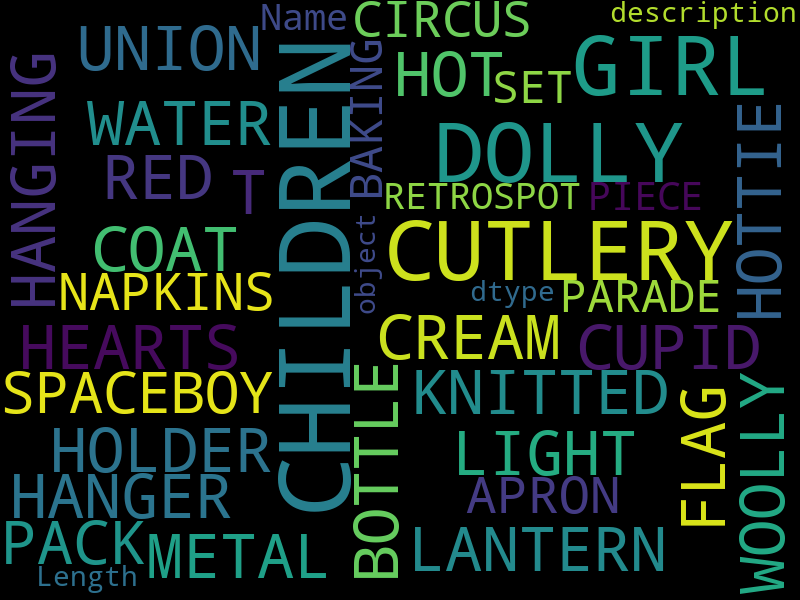 Name
CIRCUS
description
UNION
HOT
SET
GIRL
HANGING
WATER
CHILDREN
BAKING
DOLLY
HOTTIE
RED
T
RETROSPOT
PIECE
COAT
object
CUTLERY
NAPKINS
dtype
PARADE
HEARTS
CREAM
CUPID
SPACEBOY
BOTTLE
KNITTED
FLAG
WOOLLY
HOLDER
LIGHT
HANGER
APRON
PACK
METAL
LANTERN
Length